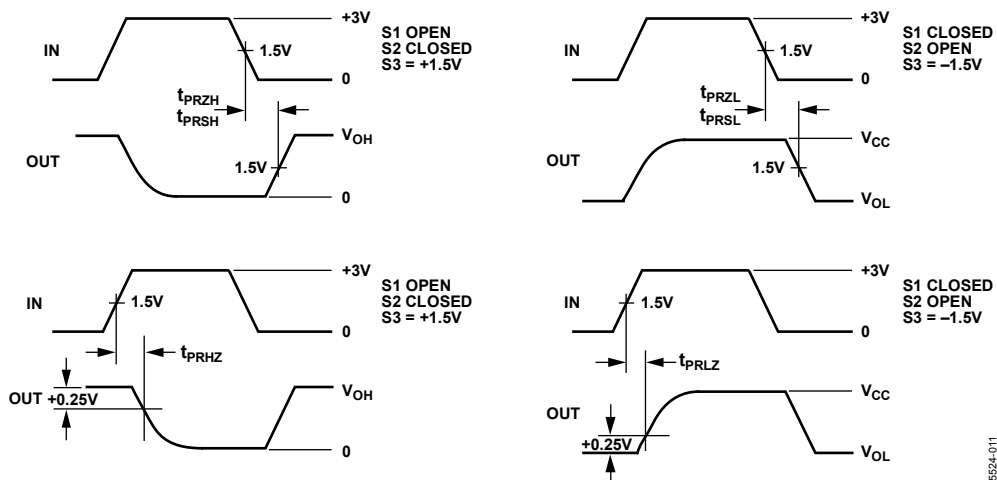 +3V
S1 OPEN
S2 CLOSED
S3 = +1.5V
IN
1.5V
0
tPRZH
tPRSH
VOH
OUT
1.5V
0
+3V
S1 CLOSED
S2 OPEN
S3 = –1.5V
IN
1.5V
0
tPRZL
tPRSL
VCC
OUT
1.5V
VOL
+3V
S1 OPEN
S2 CLOSED
S3 = +1.5V
IN
1.5V
0
tPRHZ
VOH
OUT +0.25V
0
+3V
S1 CLOSED
S2 OPEN
S3 = –1.5V
IN
1.5V
0
tPRLZ
VCC
OUT
+0.25V
VOL
5524-011